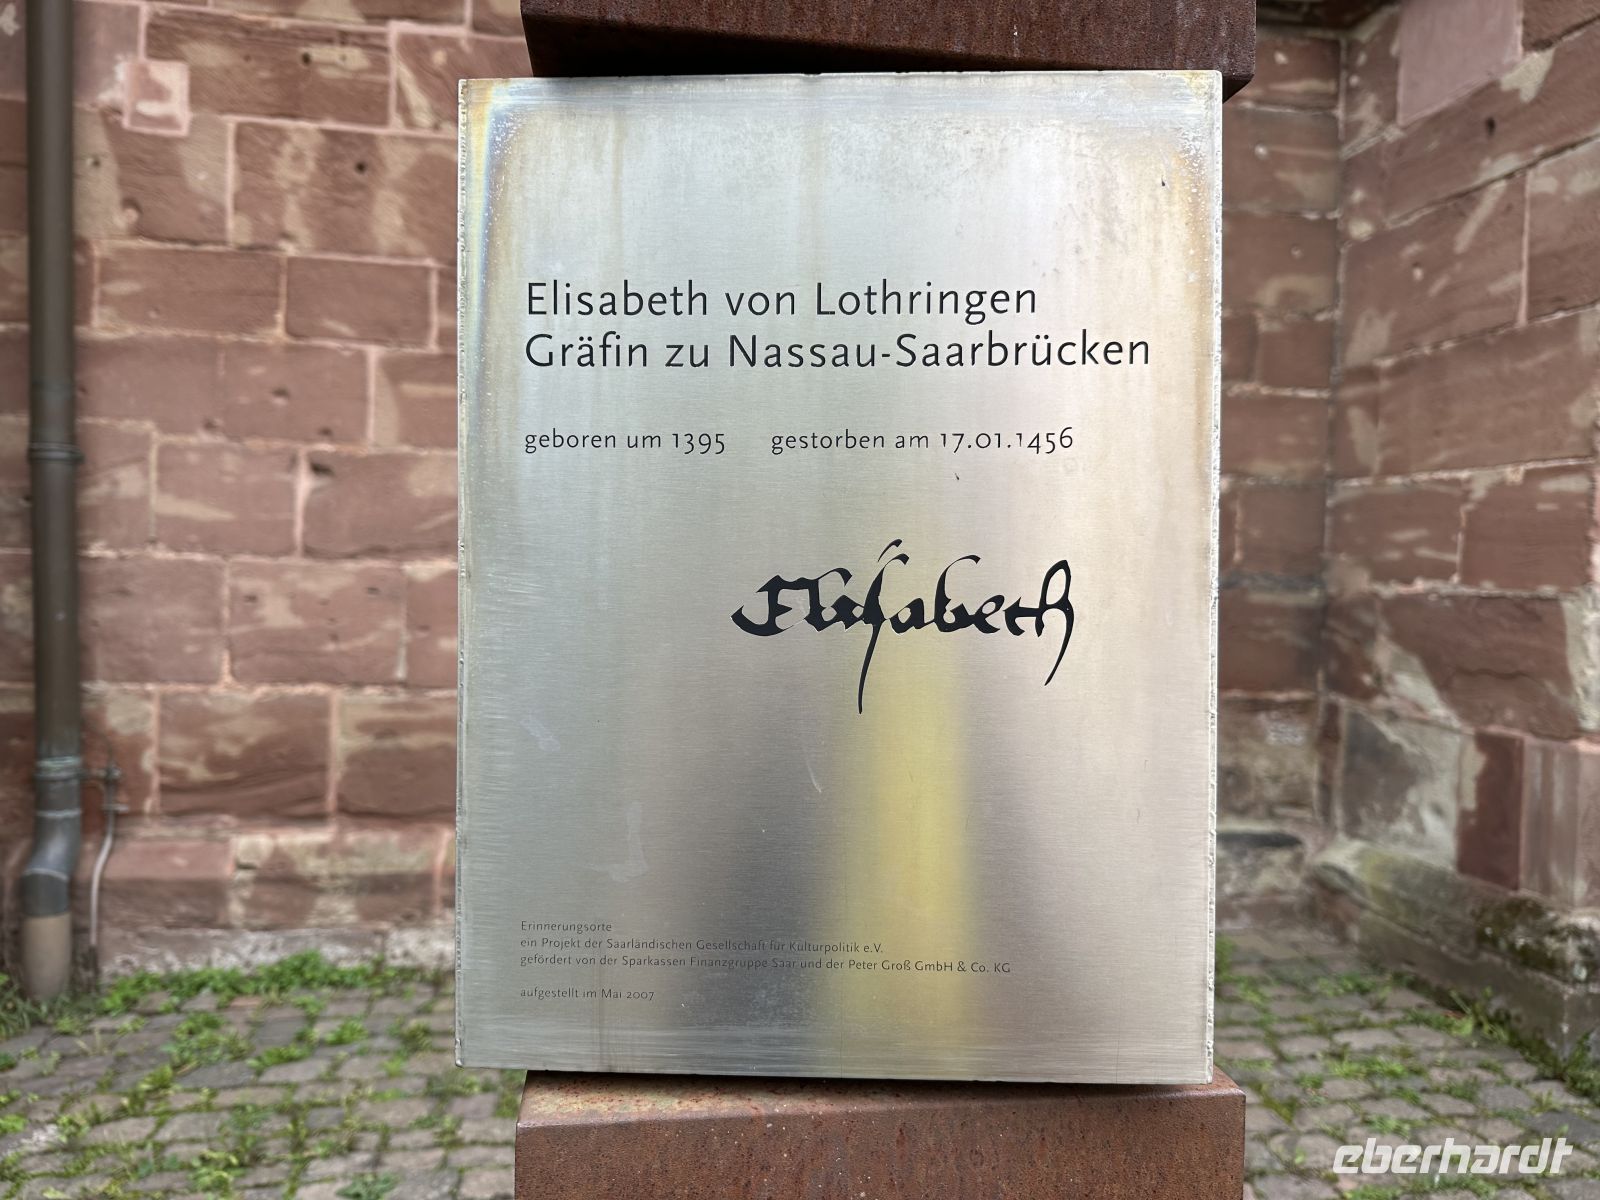 Elisabeth von Lothringen
Gräfin zu Nassau-Saarbrücken
geboren um 1395 gestorben am 17.01.1456
Elisabeth
Erinnerungsorte
ein Projekt der Saarländischen Gesellschaft für Kulturpolitik e.V.
gefördert von der Sparkassen Finanzgruppe Saar und der Peter Groß GmbH & Co. KG
aufgestellt im Mai 2007
eberhardt